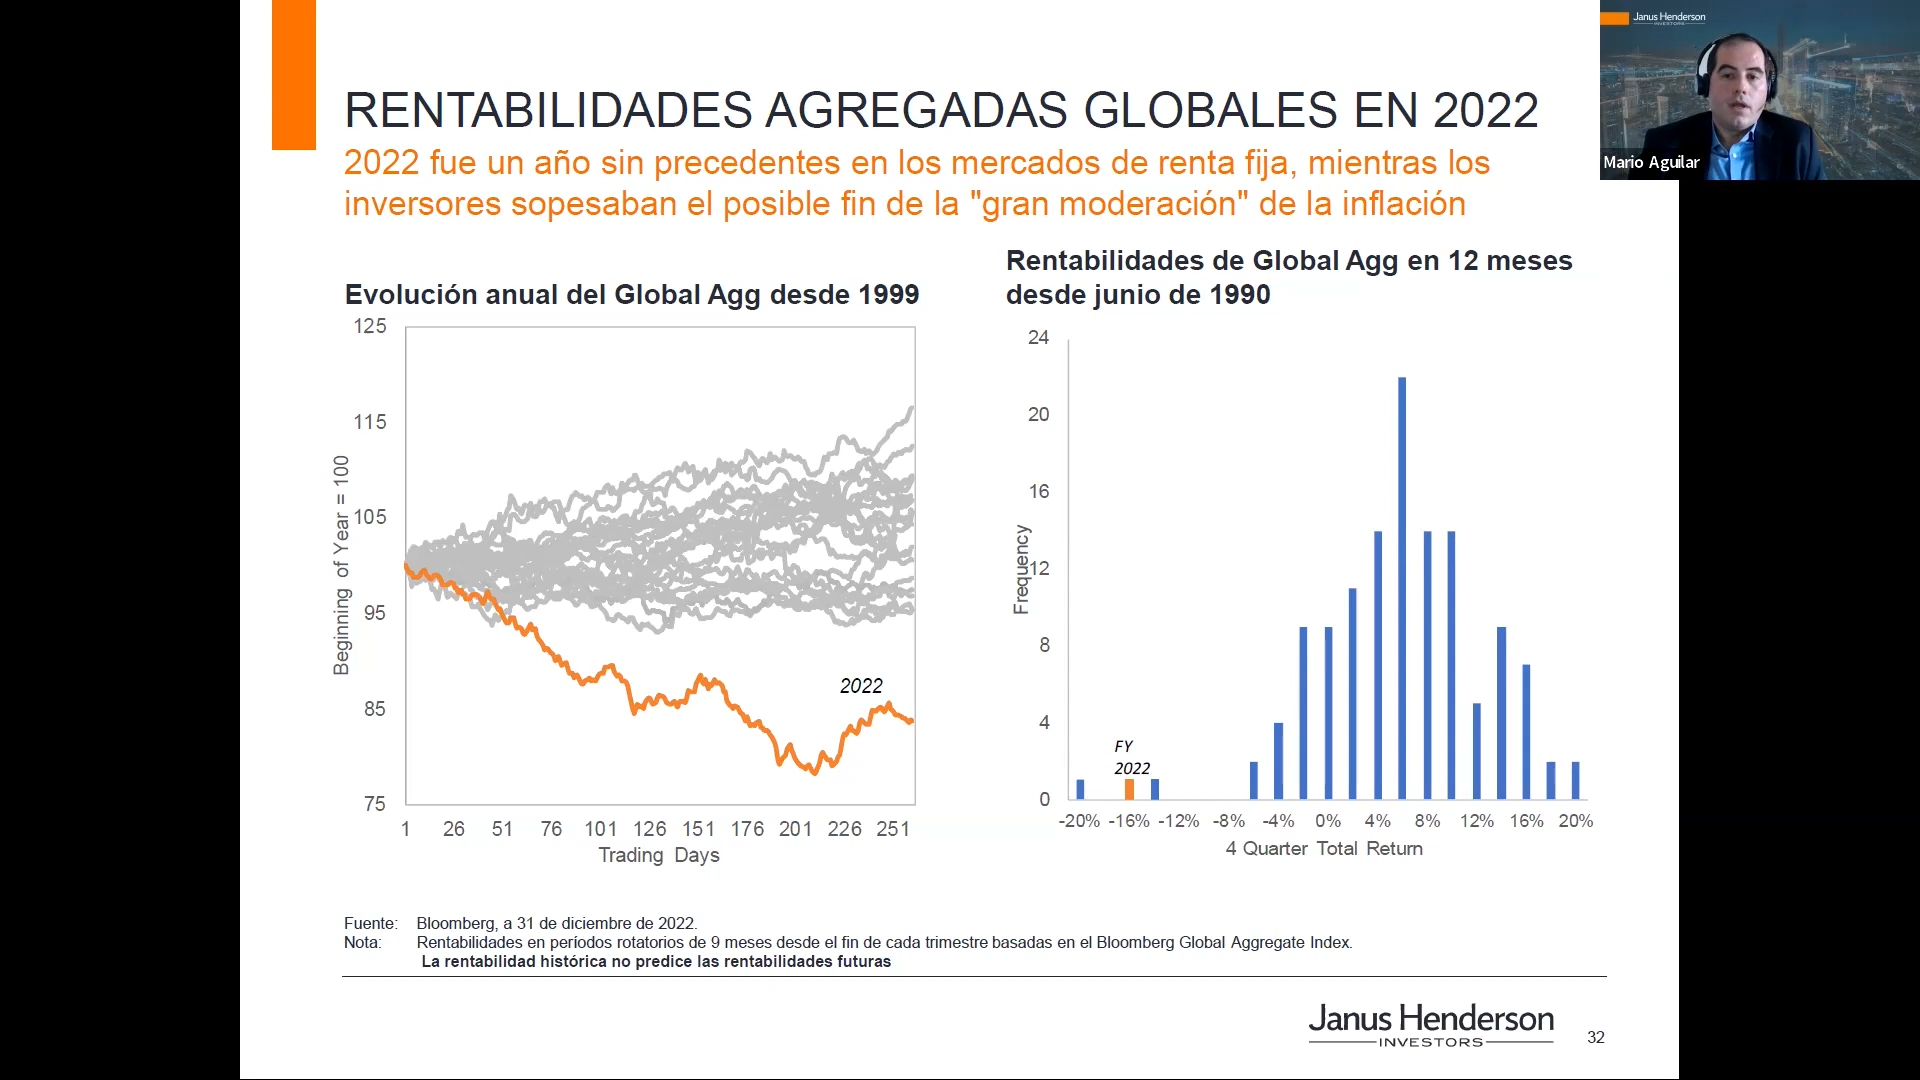 Janus Henderson
INVESTORS
Mario Aguilar
RENTABILIDADES AGREGADAS GLOBALES EN 2022
2022 fue un año sin precedentes en los mercados de renta fija, mientras los
inversores sopesaban el posible fin de la "gran moderación" de la inflación
Evolución anual del Global Agg desde 1999
125
115
105
95
85
75
Beginning of Year = 100
2022
1 26 51 76 101 126 151 176 201 226 251
Trading Days
Rentabilidades de Global Agg en 12 meses
desde junio de 1990
24
20
16
12
8
4
0
Frequency
FY
2022
-20% -16% -12% -8% -4% 0% 4% 8% 12% 16% 20%
4 Quarter Total Return
Fuente: Bloomberg, a 31 de diciembre de 2022.
Nota: Rentabilidades en períodos rotatorios de 9 meses desde el fin de cada trimestre basadas en el Bloomberg Global Aggregate Index.
La rentabilidad histórica no predice las rentabilidades futuras
Janus Henderson
INVESTORS
32